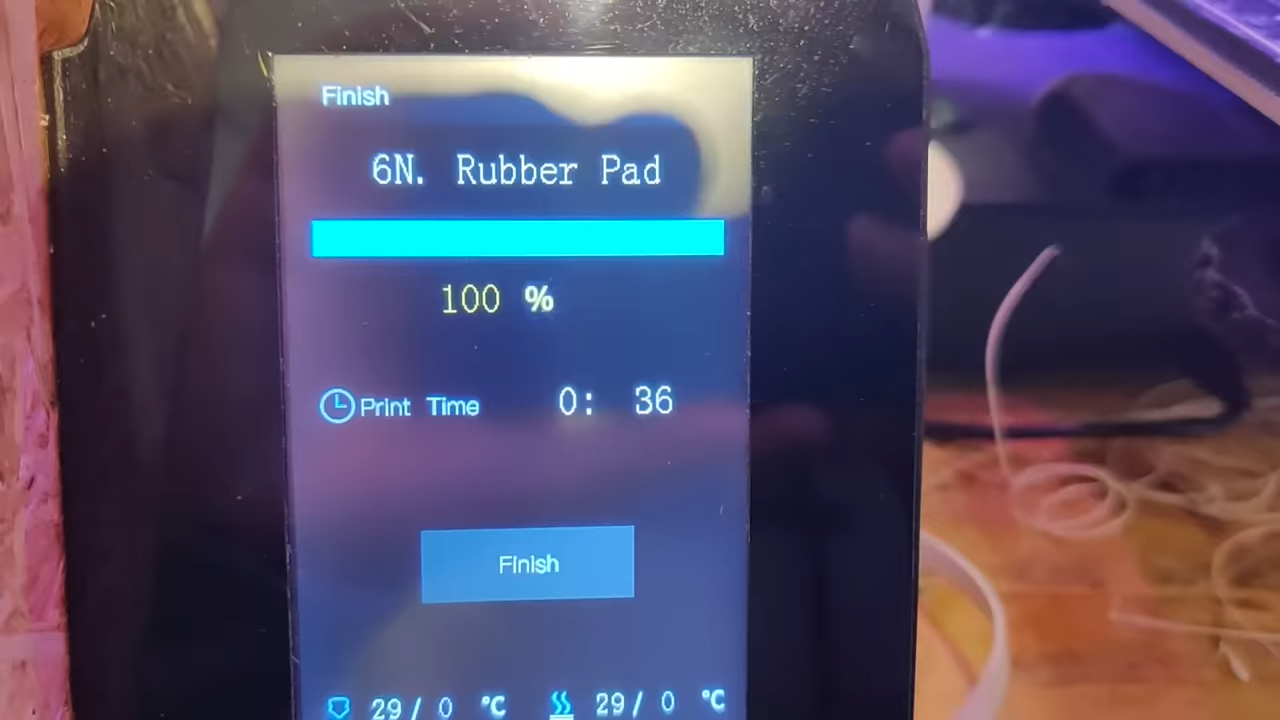 Finish
6N. Rubber Pad
100 %
Print Time 0: 36
Finish
29/ 0 °C 29/ 0 °C